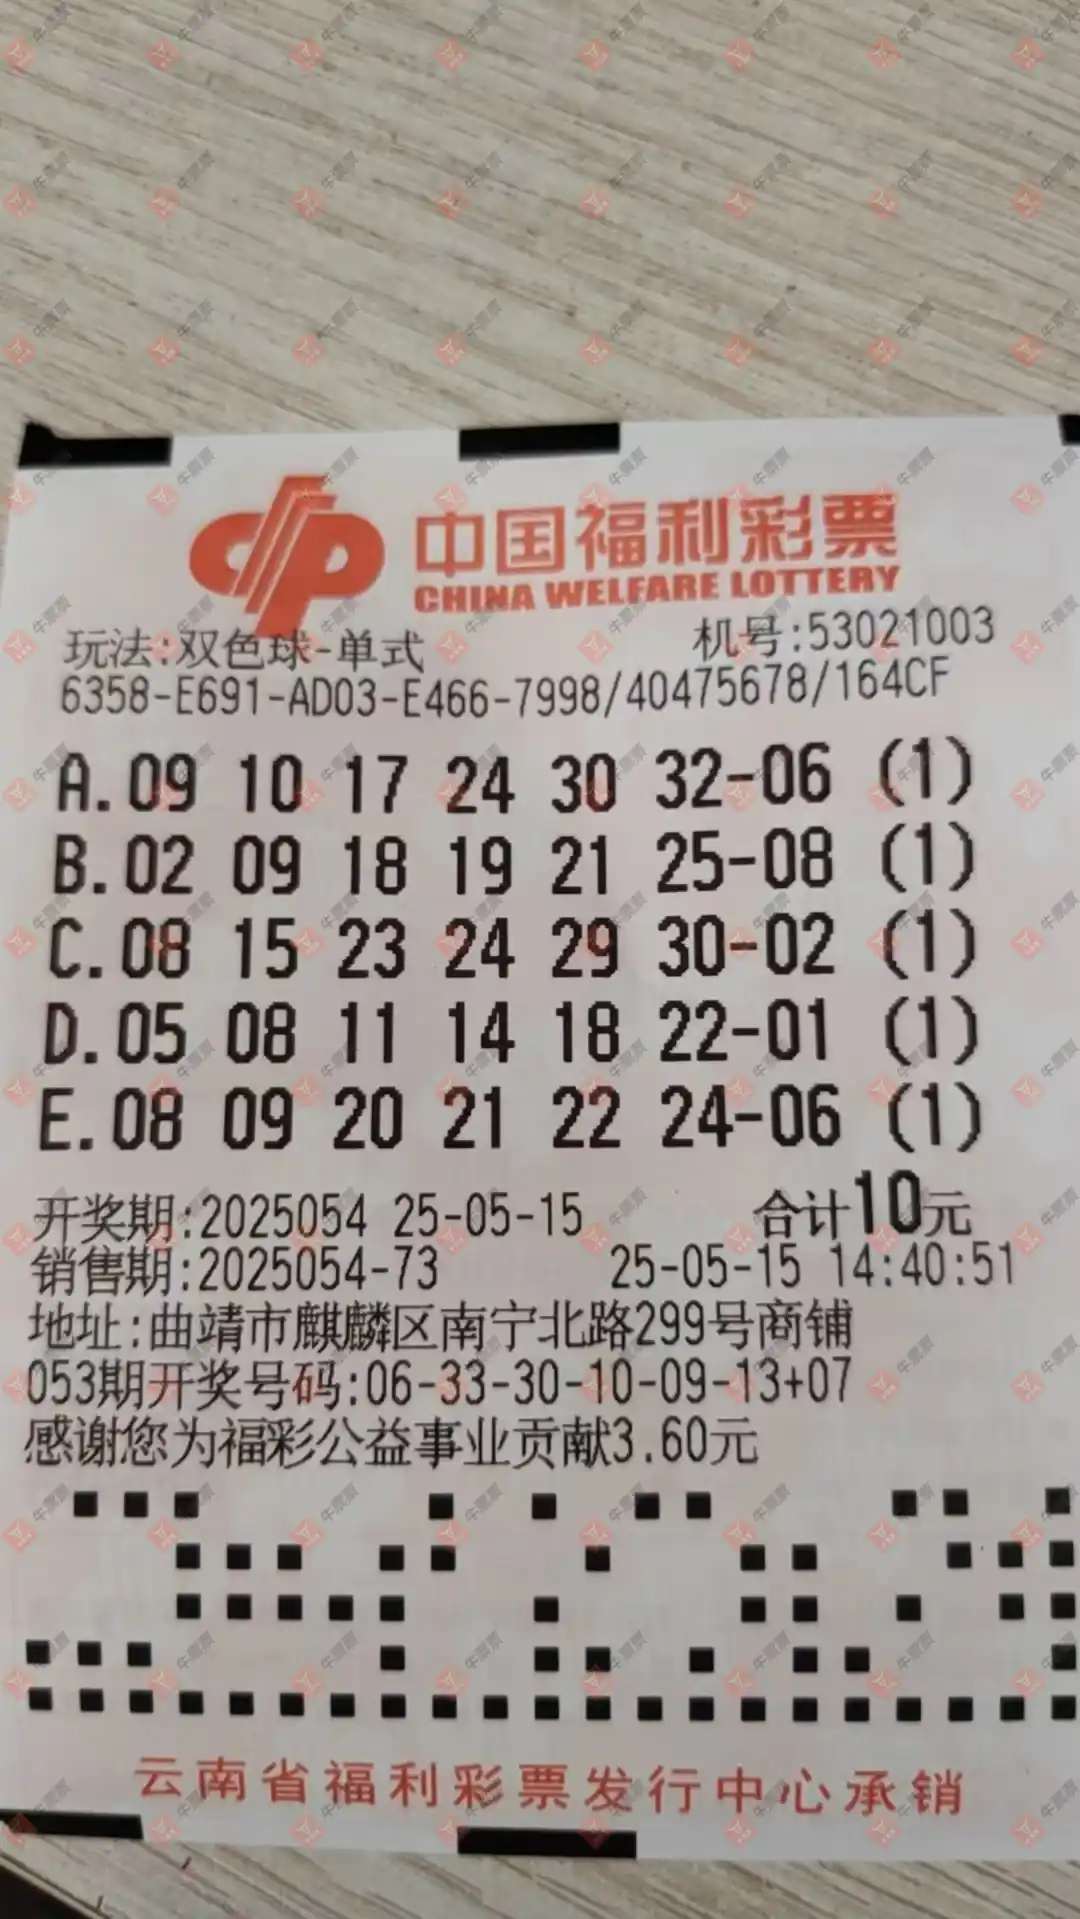 中国福利彩票
CHINA WELFARE LOTTERY
玩法:双色球-单式 机号:53021003
6358-E691-AD03-E466-7998/40475678/164CF
A.09 10 17 24 30 32-06 (1)
B.02 09 18 19 21 25-08 (1)
C.08 15 23 24 29 30-02 (1)
D.05 08 11 14 18 22-01 (1)
E.08 09 20 21 22 24-06 (1)
开奖期:2025054 25-05-15 合计10元
销售期:2025054-73 25-05-15 14:40:51
地址:曲靖市麒麟区南宁北路299号商铺
053期开奖号码:06-33-30-10-09-13+07
感谢您为福彩公益事业贡献3.60元
云南省福利彩票发行中心承销